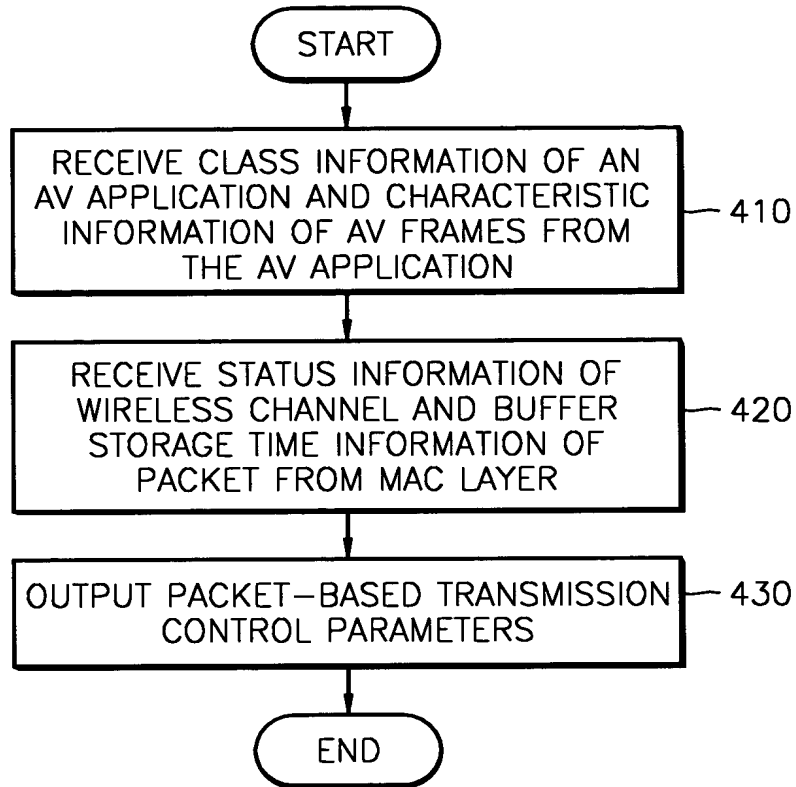 START
RECEIVE CLASS INFORMATION OF AN
AV APPLICATION AND CHARACTERISTIC
INFORMATION OF AV FRAMES FROM
THE AV APPLICATION
410
RECEIVE STATUS INFORMATION OF
WIRELESS CHANNEL AND BUFFER
STORAGE TIME INFORMATION OF
PACKET FROM MAC LAYER
420
OUTPUT PACKET-BASED TRANSMISSION
CONTROL PARAMETERS
430
END